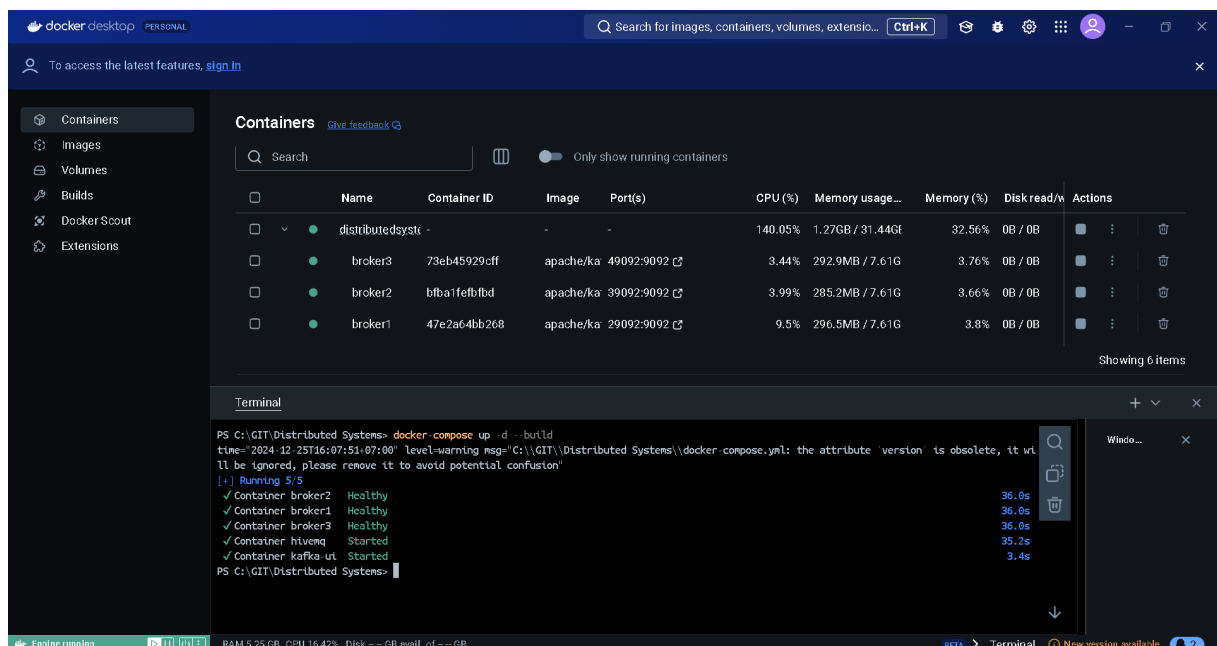 docker desktop PERSONAL
Search for images, containers, volumes, extensio... Ctrl+K
To access the latest features, sign in
Containers
Images
Volumes
Builds
Docker Scout
Extensions
Containers Give feedback
Search
Only show running containers
Name Container ID Image Port(s) CPU (%) Memory usage... Memory (%) Disk read/w Actions
distributedsyste - - - 140.05% 1.27GB / 31.44GB 32.56% 0B / 0B
broker3 73eb45929cff apache/ka 49092:9092 3.44% 292.9MB / 7.61G 3.76% 0B / 0B
broker2 bfba1fefbfbd apache/ka 39092:9092 3.99% 285.2MB / 7.61G 3.66% 0B / 0B
broker1 47e2a64bb268 apache/ka 29092:9092 9.5% 296.5MB / 7.61G 3.8% 0B / 0B
Showing 6 items
Terminal
PS C:\GIT\Distributed Systems> docker-compose up -d --build
time="2024-12-25T16:07:51+07:00" level=warning msg="C:\\GIT\\Distributed Systems\\docker-compose.yml: the attribute `version` is obsolete, it wi
ll be ignored, please remove it to avoid potential confusion"
[+] Running 5/5
✓ Container broker2 Healthy 36.0s
✓ Container broker1 Healthy 36.0s
✓ Container broker3 Healthy 36.0s
✓ Container hivemq Started 35.2s
✓ Container kafka-ui Started 3.4s
PS C:\GIT\Distributed Systems>
Windo...
Engine running
RAM 5.25 GB CPU 16.42% Disk -- GB avail. of -- GB
BETA Terminal New version available 2